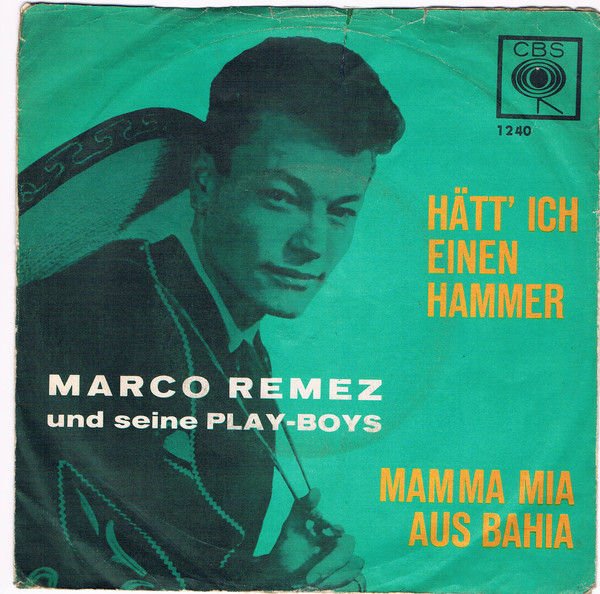 CBS
1240
HÄTT' ICH
EINEN
HAMMER
MARCO REMEZ
und seine PLAY-BOYS
MAMMA MIA
AUS BAHIA